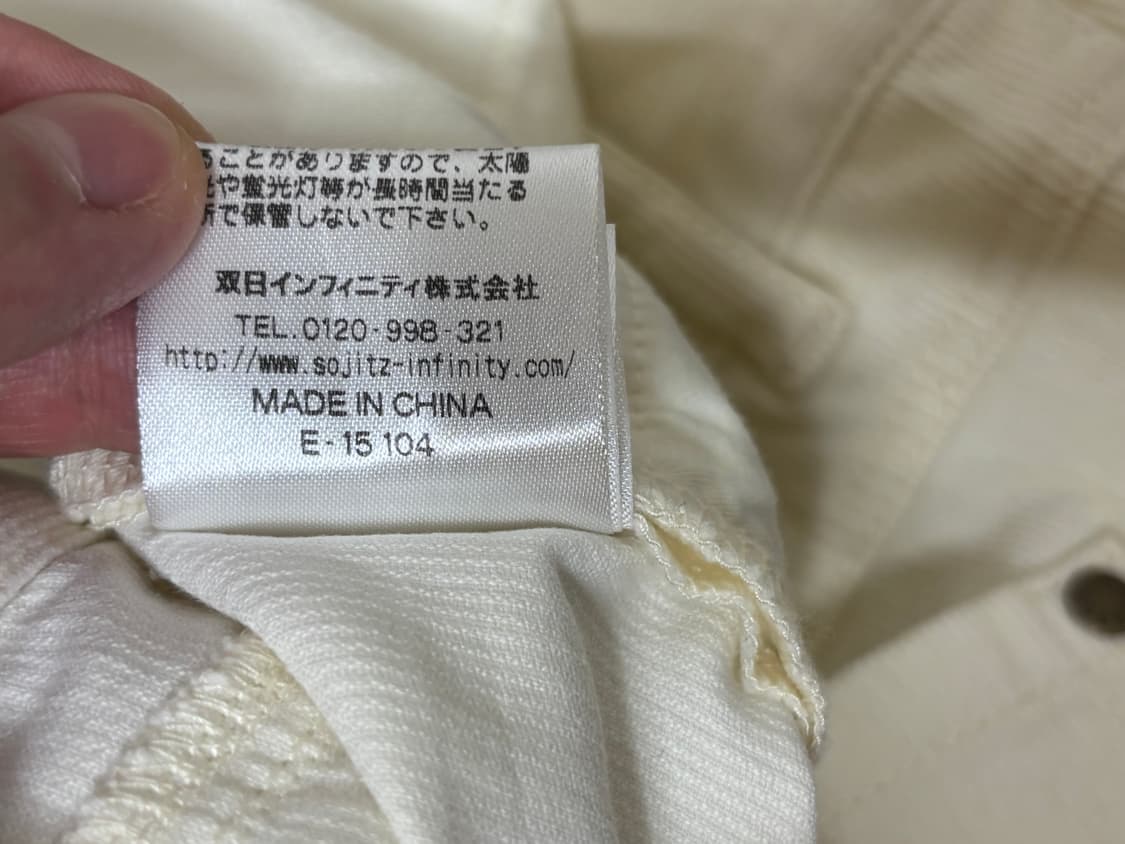 ることがありますので、太陽
光や蛍光灯等が長時間当たる
所で保管しないで下さい。
双日インフィニティ株式会社
TEL.0120-998-321
http://www.sojitz-infinity.com/
MADE IN CHINA
E-15 104